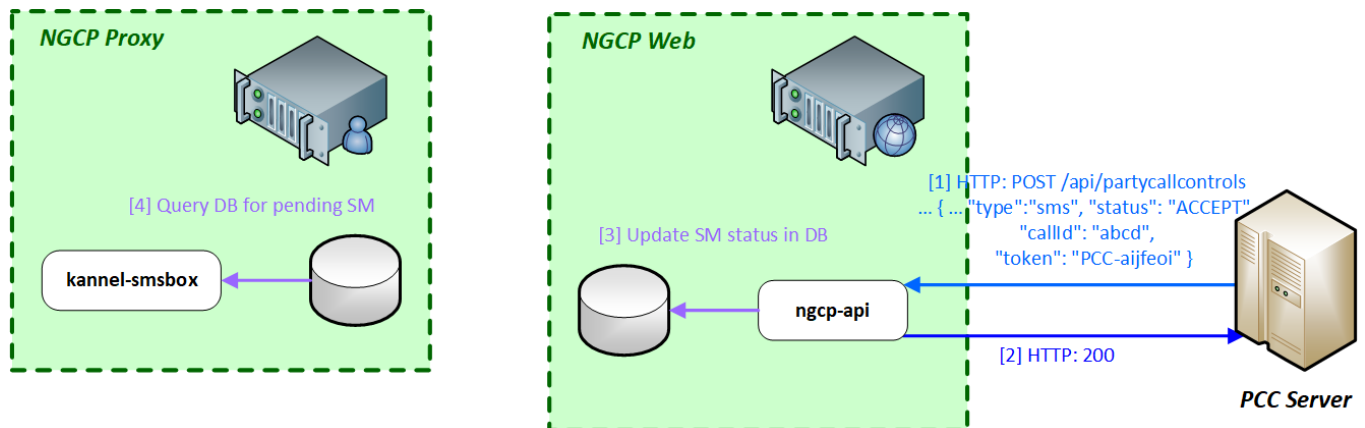 NGCP Proxy
[4] Query DB for pending SM
kannel-smsbox
NGCP Web
[1] HTTP: POST /api/partycallcontrols
... { ... "type":"sms", "status": "ACCEPT"
"callId": "abcd",
"token": "PCC-aijfeoi" }
[3] Update SM status in DB
ngcp-api
[2] HTTP: 200
PCC Server